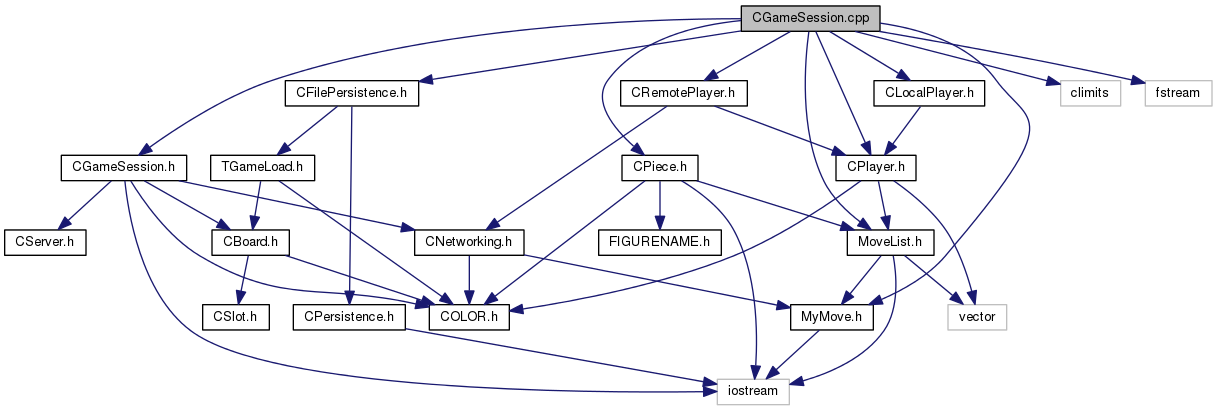 CGameSession.cpp
CFilePersistence.h
CRemotePlayer.h
CLocalPlayer.h
climits
fstream
CGameSession.h
TGameLoad.h
CPiece.h
CPlayer.h
CServer.h
CBoard.h
CNetworking.h
FIGURENAME.h
MoveList.h
CSlot.h
CPersistence.h
COLOR.h
MyMove.h
vector
iostream